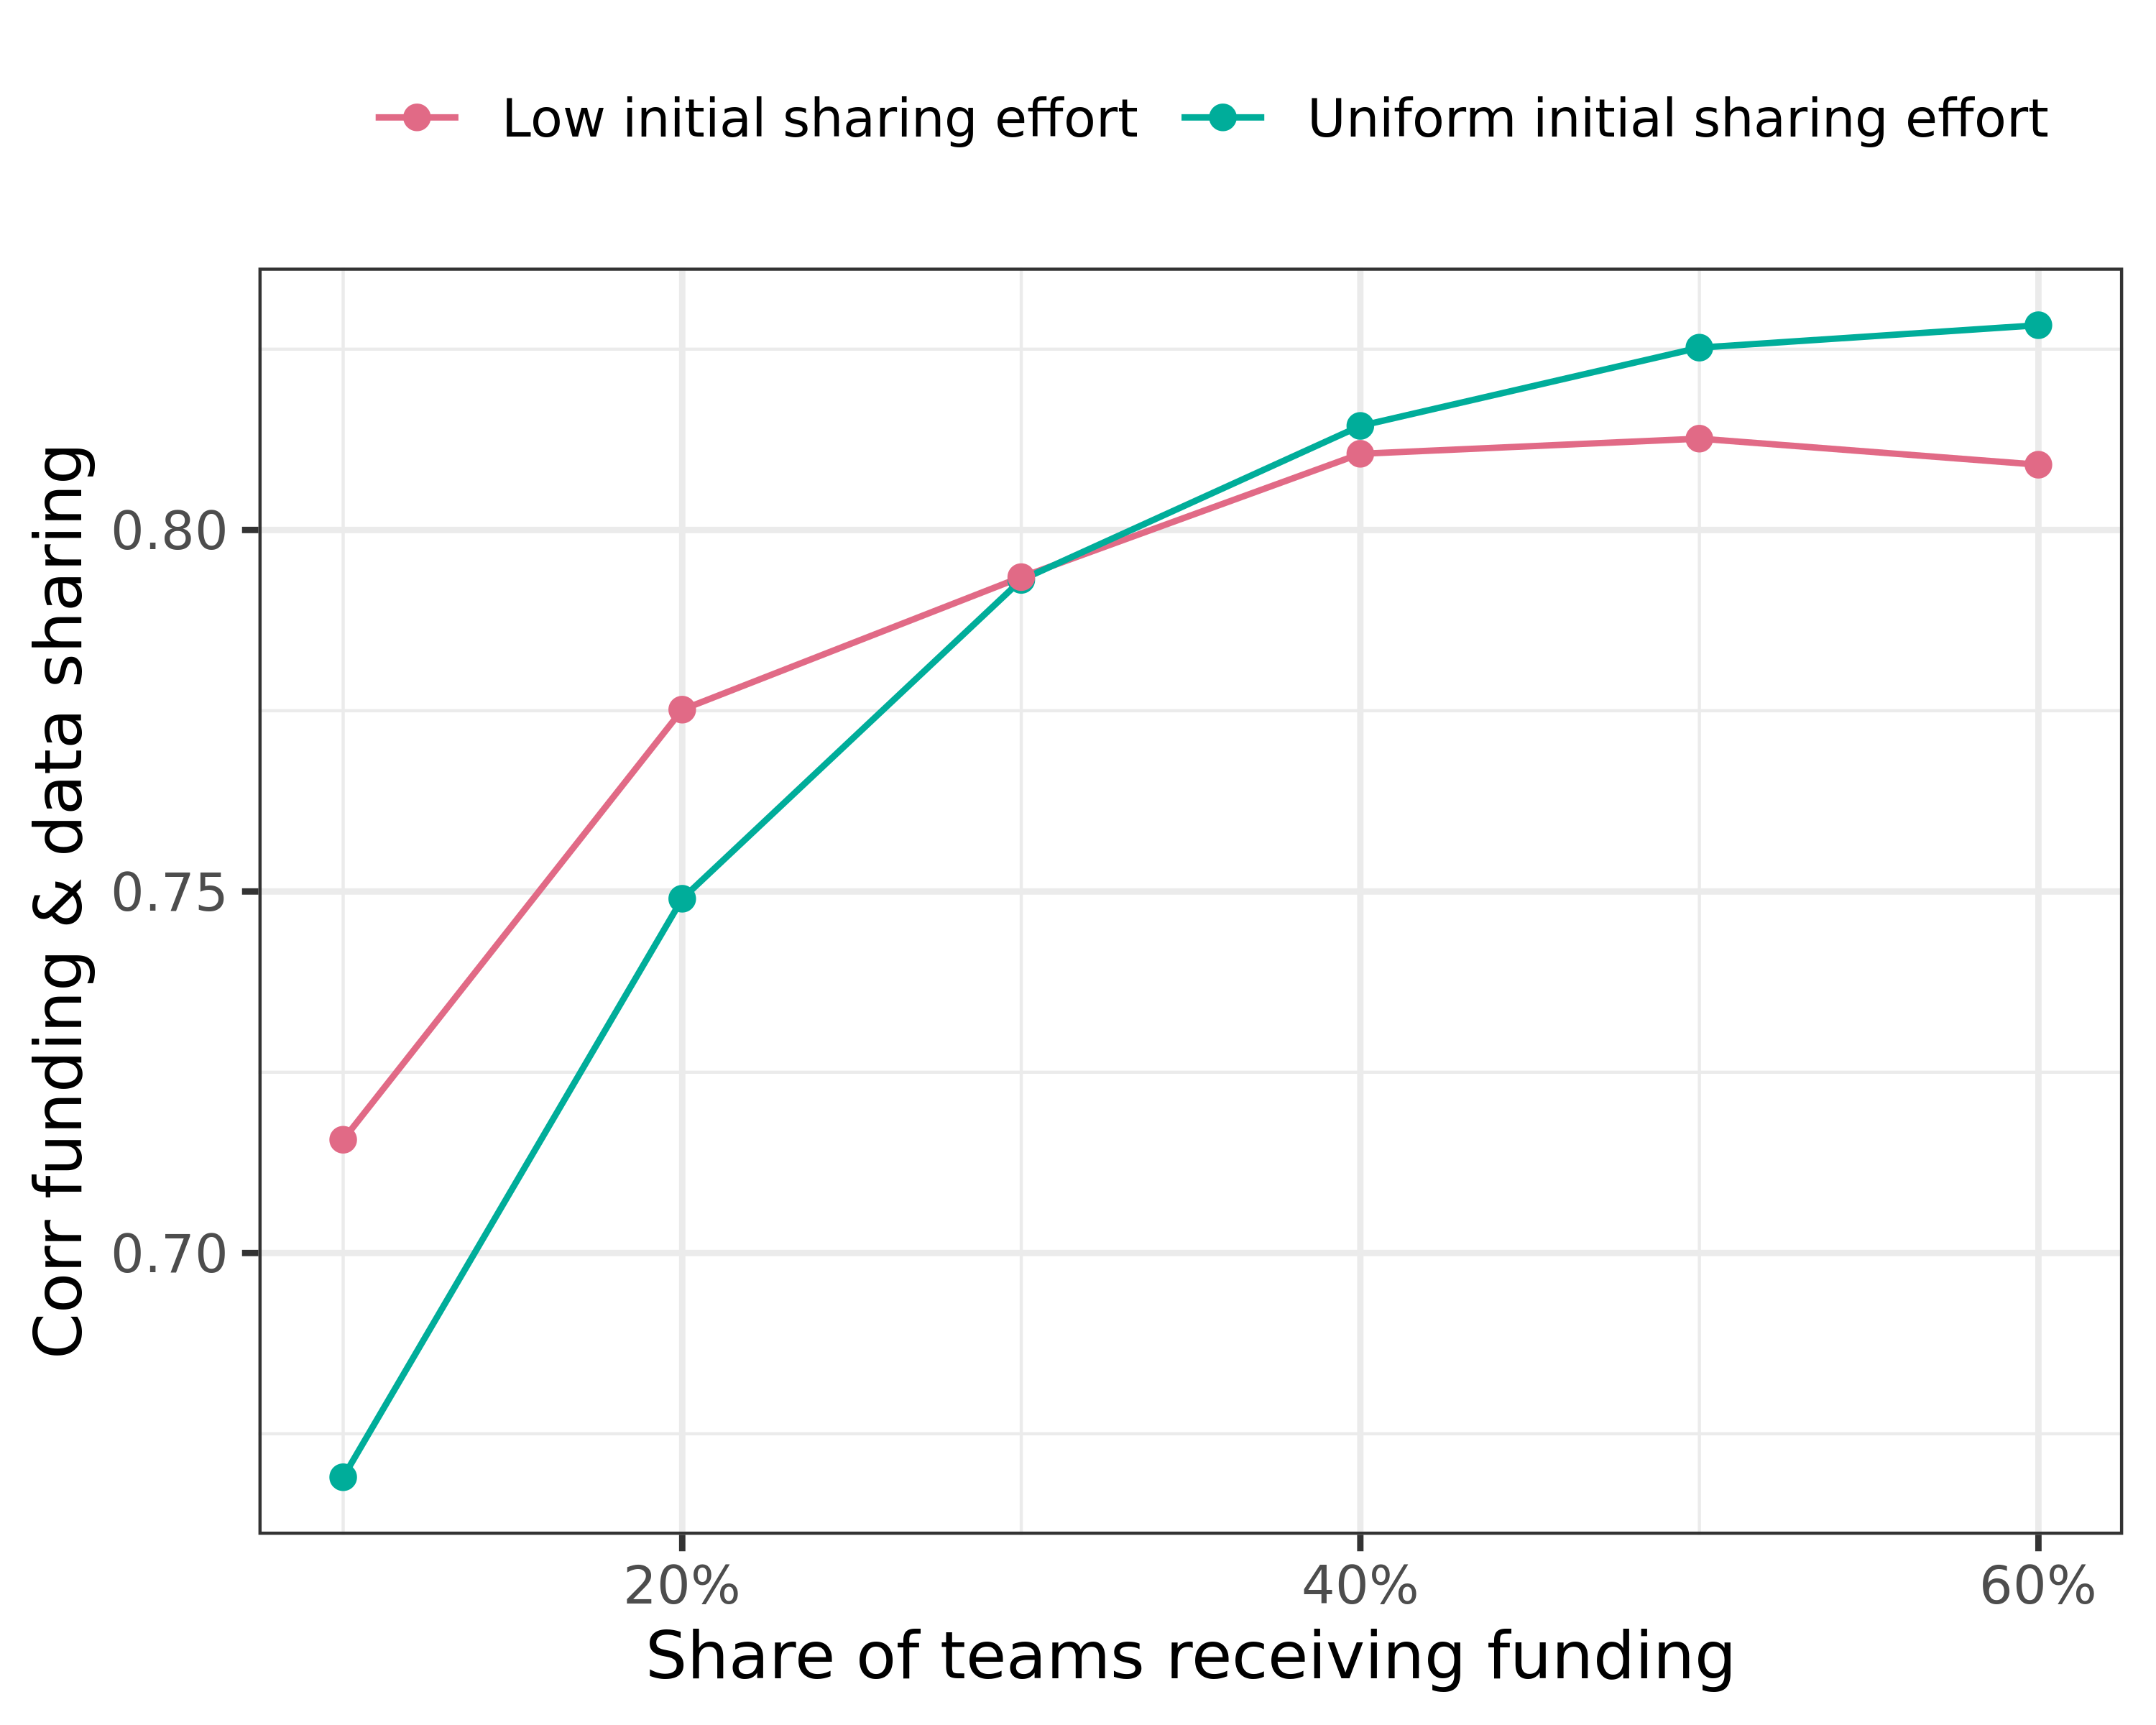 Low initial sharing effort
Uniform initial sharing effort
Corr funding & data sharing
0.80
0.75
0.70
20%
40%
60%
Share of teams receiving funding